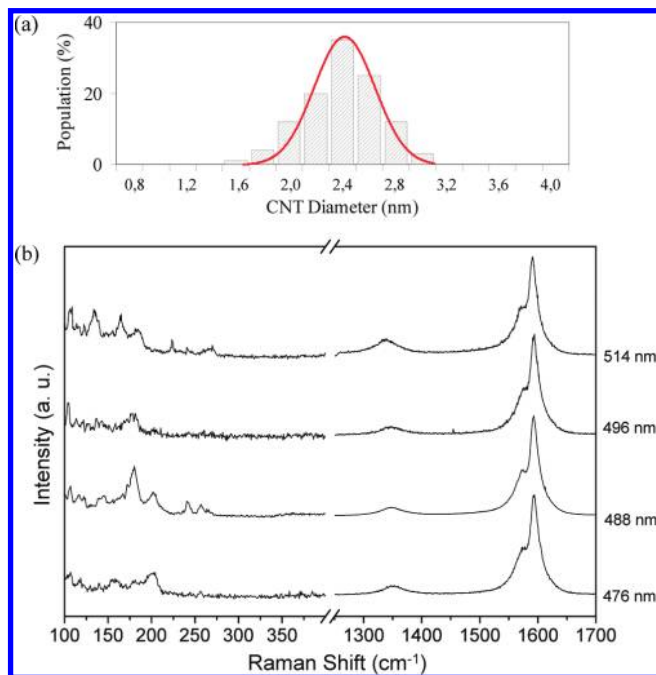 (a)
40
20
0
Population (%)
0,8 1,2 1,6 2,0 2,4 2,8 3,2 3,6 4,0
CNT Diameter (nm)
(b)
514 nm
496 nm
488 nm
476 nm
Intensity (a. u.)
100 150 200 250 300 350 1300 1400 1500 1600 1700
Raman Shift (cm⁻¹)